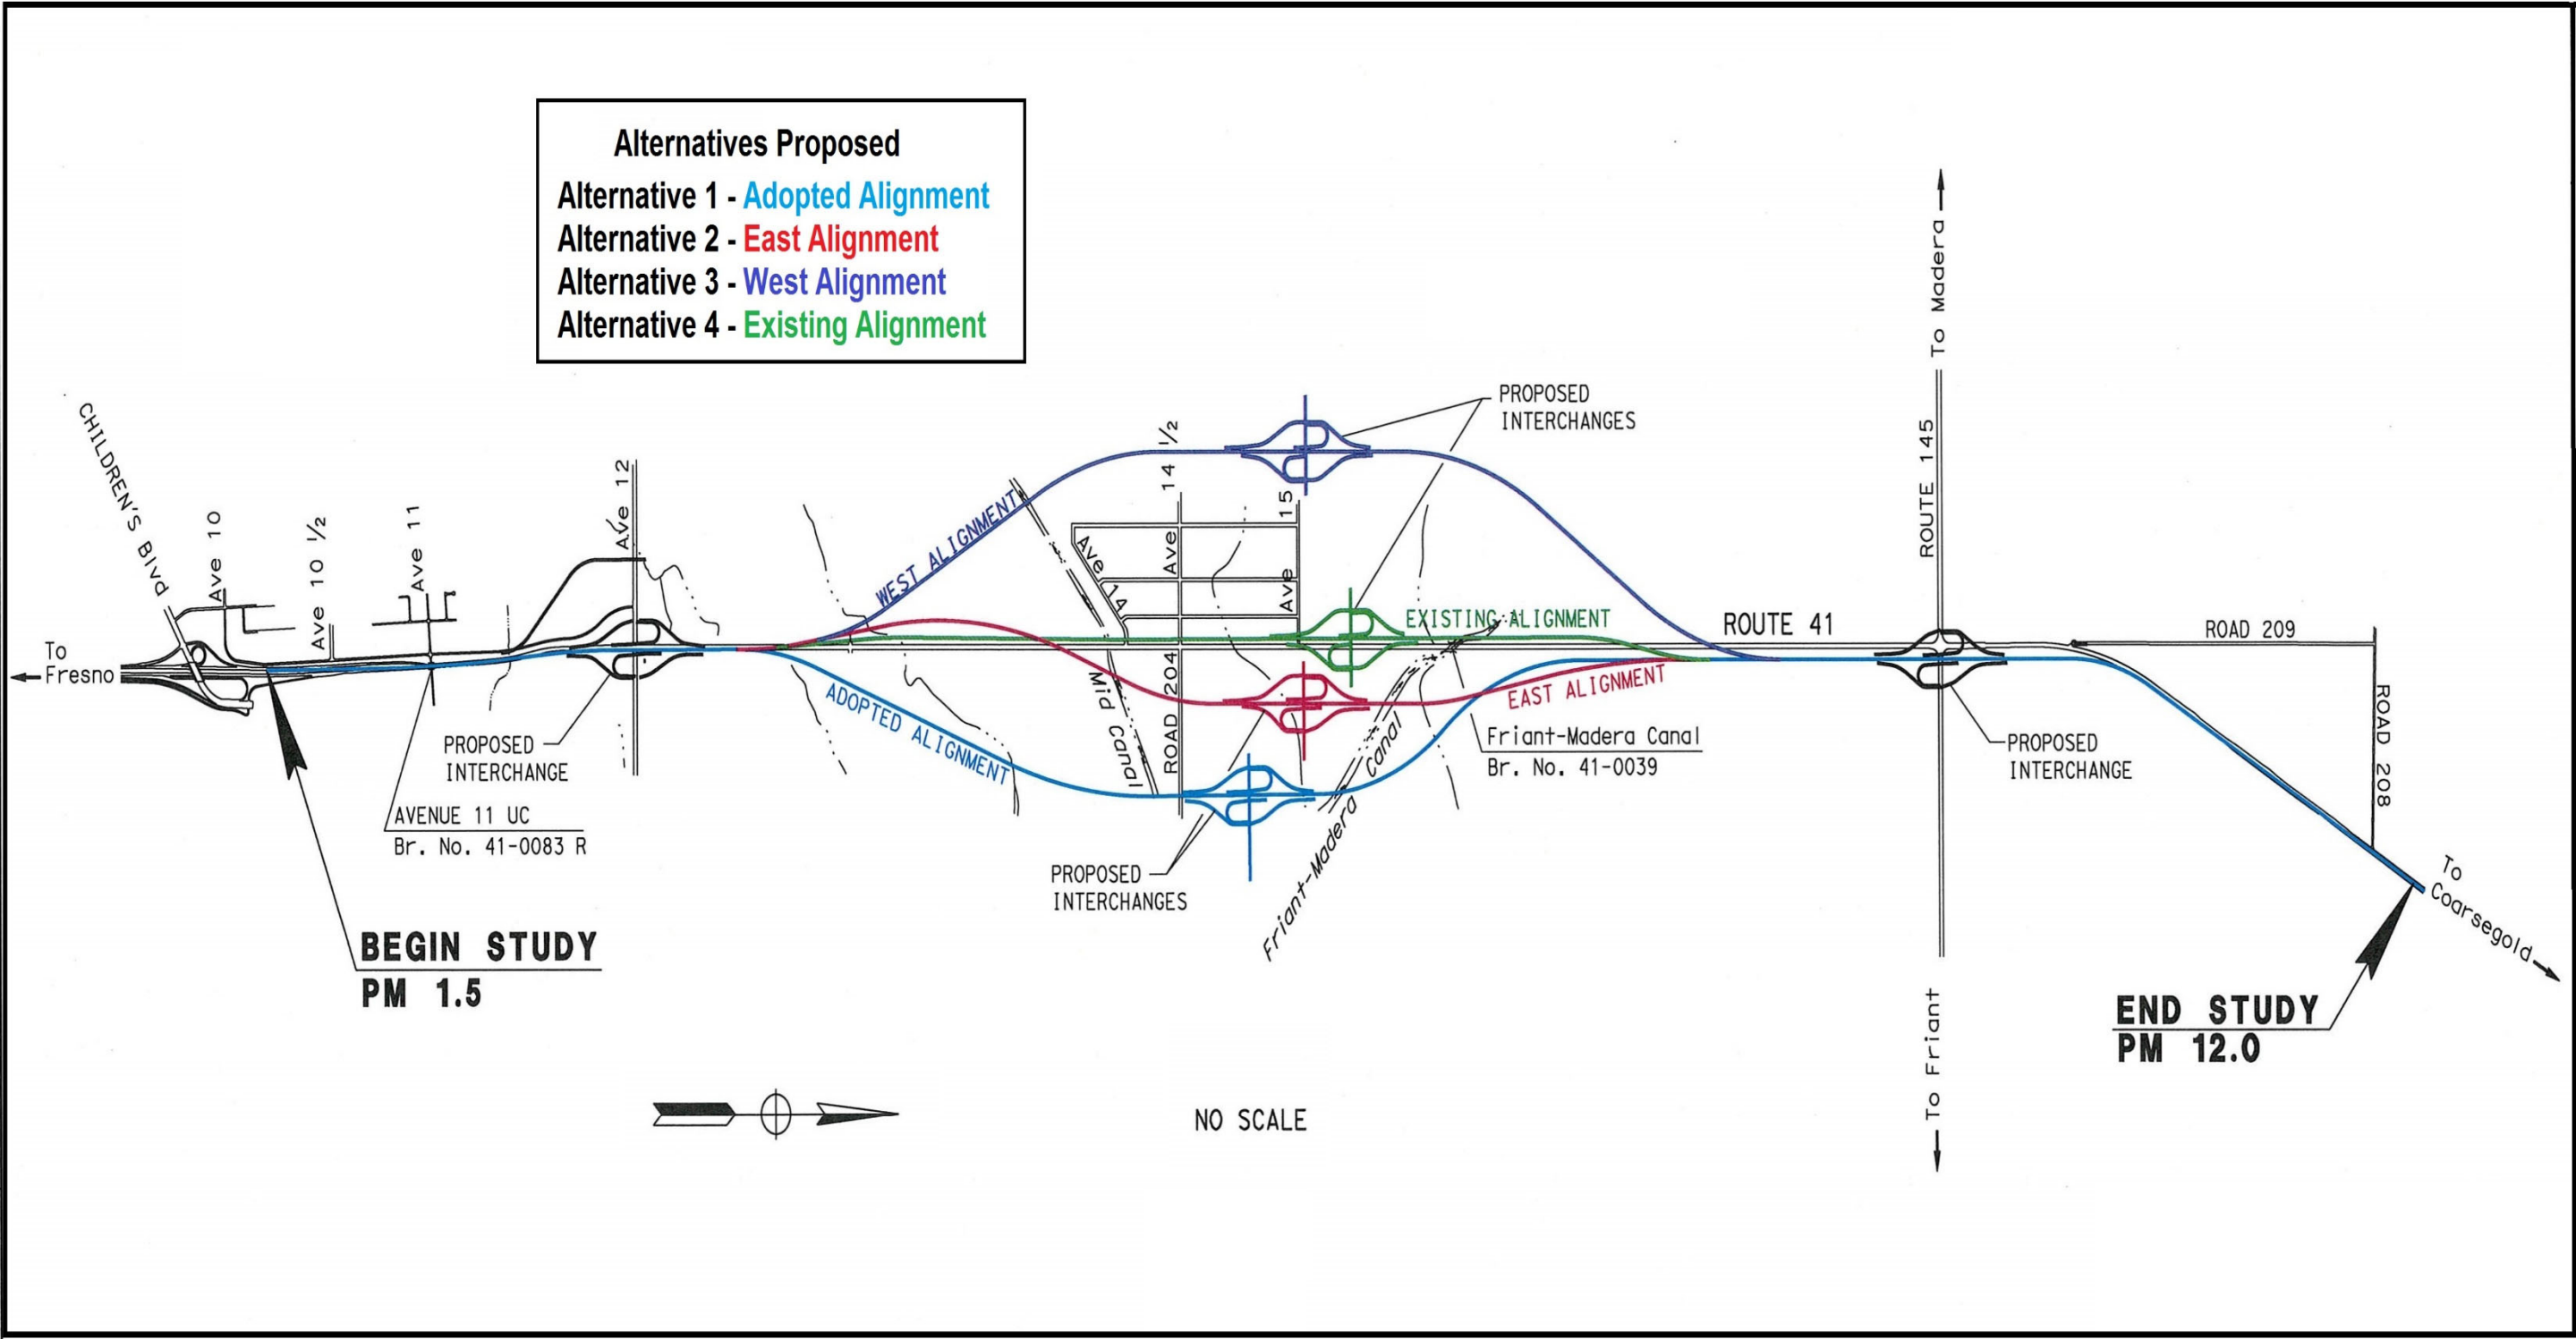 Alternatives Proposed
Alternative 1 - Adopted Alignment
Alternative 2 - East Alignment
Alternative 3 - West Alignment
Alternative 4 - Existing Alignment
To
Fresno
CHILDREN'S Blvd
Ave 10
Ave 10 ½
Ave 11
Ave 12
PROPOSED
INTERCHANGE
AVENUE 11 UC
Br. No. 41-0083 R
BEGIN STUDY
PM 1.5
WEST ALIGNMENT
ADOPTED ALIGNMENT
Ave 14
Mid Canal
Ave 14 ½
ROAD 204
Ave 15
PROPOSED
INTERCHANGES
EXISTING ALIGNMENT
EAST ALIGNMENT
Friant-Madera Canal
Br. No. 41-0039
Friant-Madera Canal
Canal
PROPOSED
INTERCHANGES
ROUTE 41
To Madera
ROUTE 145
To Friant
PROPOSED
INTERCHANGE
ROAD 209
ROAD 208
To
Coarsegold
END STUDY
PM 12.0
NO SCALE